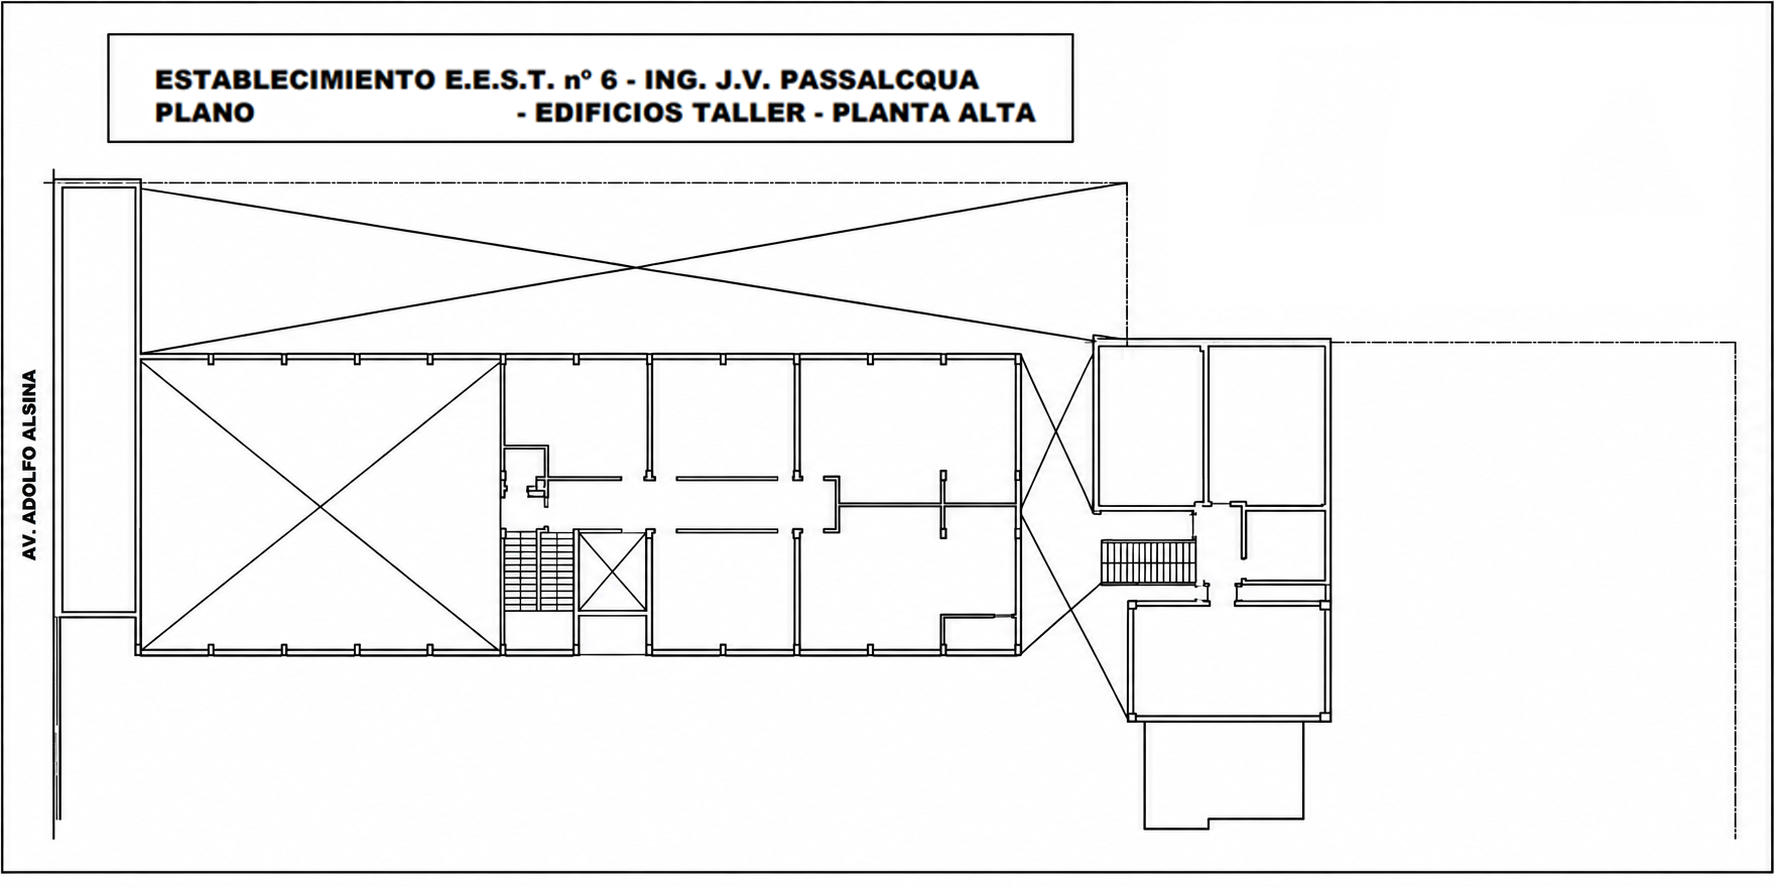 ESTABLECIMIENTO E.E.S.T. nº 6 - ING. J.V. PASSALCQUA
PLANO - EDIFICIOS TALLER - PLANTA ALTA
AV. ADOLFO ALSINA